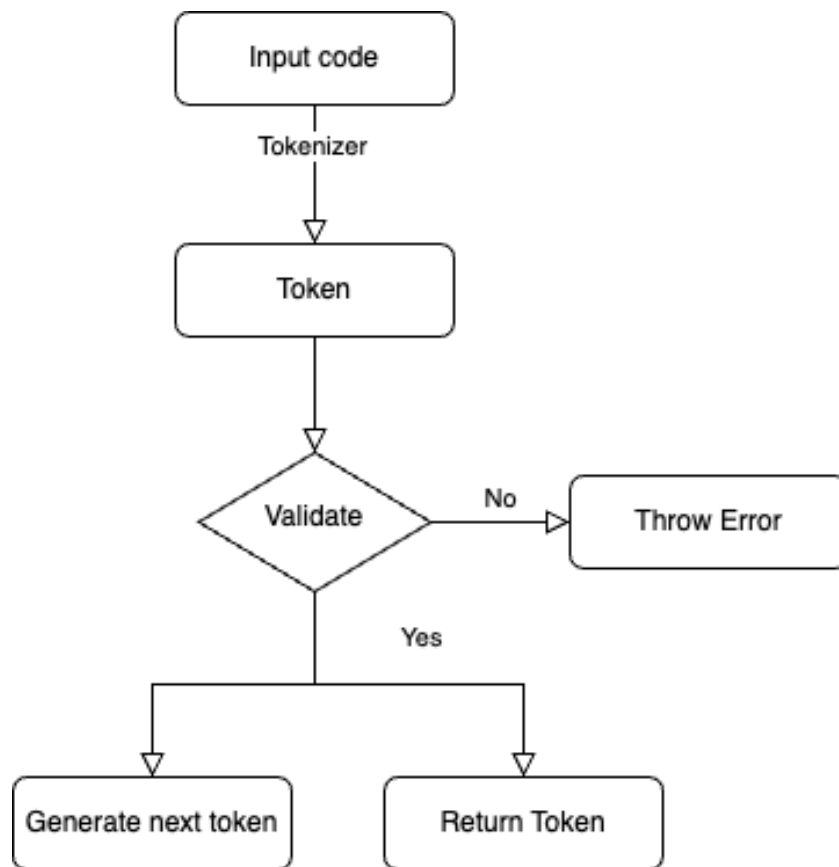 Input code
Tokenizer
Token
Validate
No
Throw Error
Yes
Generate next token
Return Token